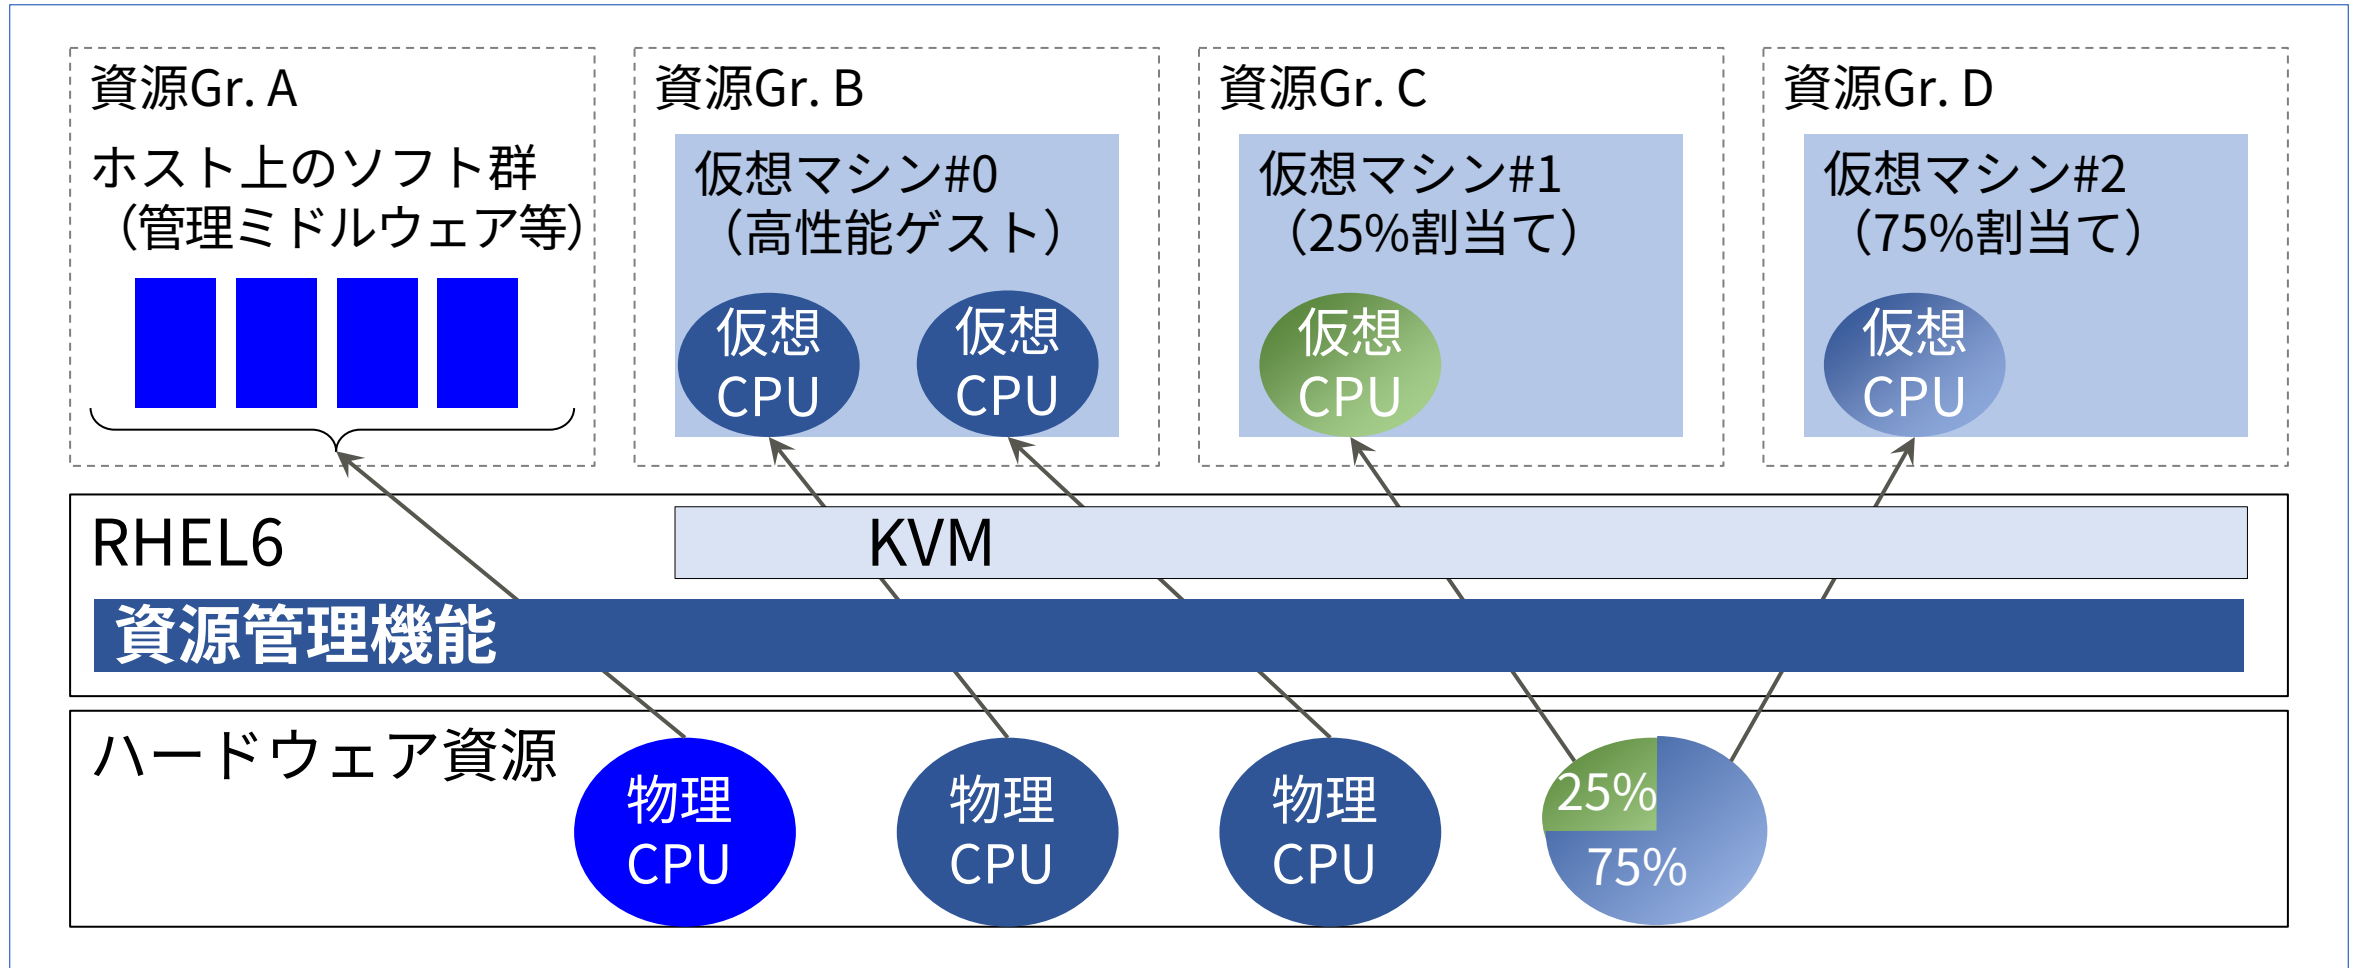 資源Gr. A
ホスト上のソフト群
（管理ミドルウェア等）
資源Gr. B
仮想マシン#0
（高性能ゲスト）
仮想
CPU
仮想
CPU
資源Gr. C
仮想マシン#1
（25%割当て）
仮想
CPU
資源Gr. D
仮想マシン#2
（75%割当て）
仮想
CPU
RHEL6
KVM
資源管理機能
ハードウェア資源
物理
CPU
物理
CPU
物理
CPU
25%
75%